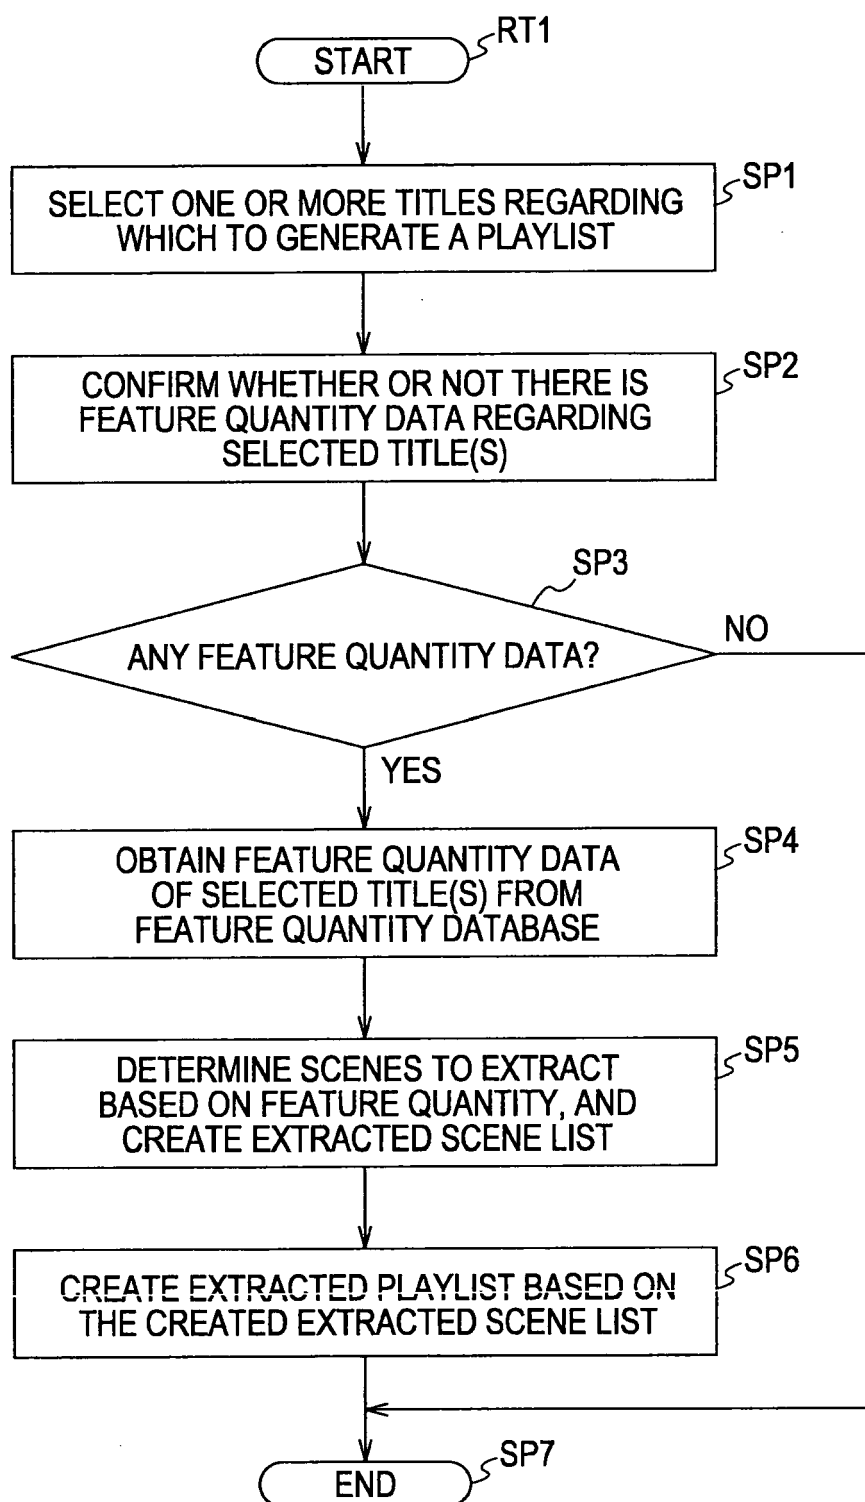 START
RT1
SELECT ONE OR MORE TITLES REGARDING
WHICH TO GENERATE A PLAYLIST
SP1
CONFIRM WHETHER OR NOT THERE IS
FEATURE QUANTITY DATA REGARDING
SELECTED TITLE(S)
SP2
SP3
ANY FEATURE QUANTITY DATA?
NO
YES
OBTAIN FEATURE QUANTITY DATA
OF SELECTED TITLE(S) FROM
FEATURE QUANTITY DATABASE
SP4
DETERMINE SCENES TO EXTRACT
BASED ON FEATURE QUANTITY, AND
CREATE EXTRACTED SCENE LIST
SP5
CREATE EXTRACTED PLAYLIST BASED ON
THE CREATED EXTRACTED SCENE LIST
SP6
END
SP7